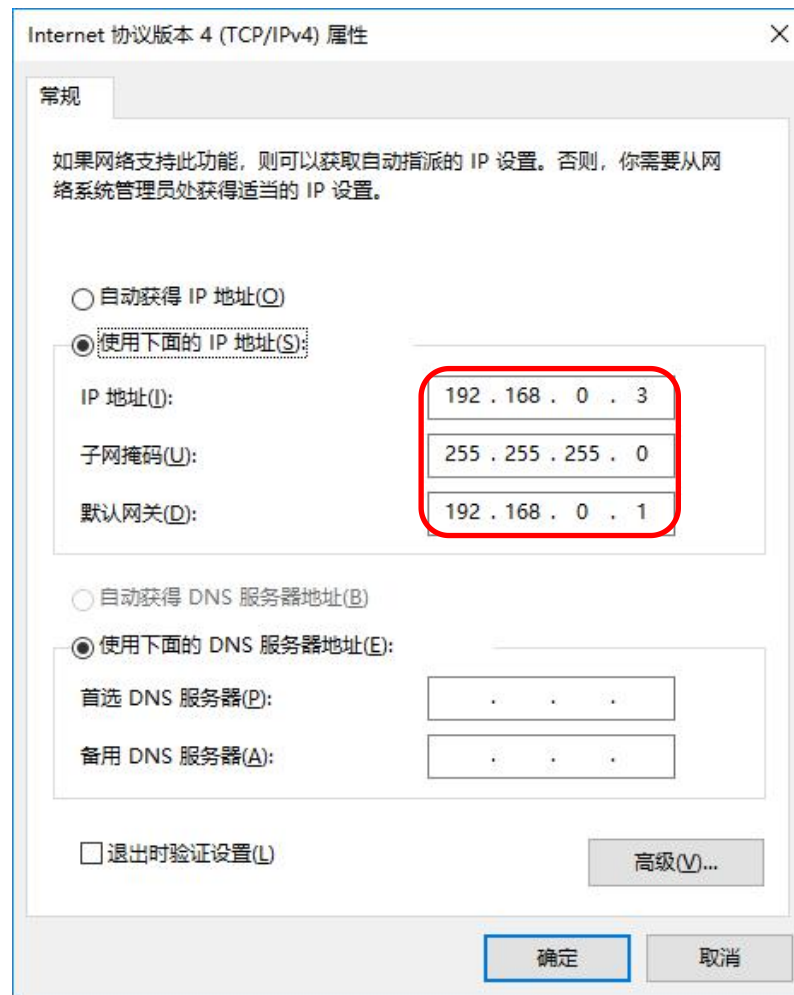 Internet 协议版本 4 (TCP/IPv4) 属性
常规
如果网络支持此功能，则可以获取自动指派的 IP 设置。否则，你需要从网
络系统管理员处获得适当的 IP 设置。
自动获得 IP 地址(O)
使用下面的 IP 地址(S):
IP 地址(I): 192 . 168 . 0 . 3
子网掩码(U): 255 . 255 . 255 . 0
默认网关(D): 192 . 168 . 0 . 1
自动获得 DNS 服务器地址(B)
使用下面的 DNS 服务器地址(E):
首选 DNS 服务器(P): . . .
备用 DNS 服务器(A): . . .
退出时验证设置(L)
高级(V)...
确定 取消